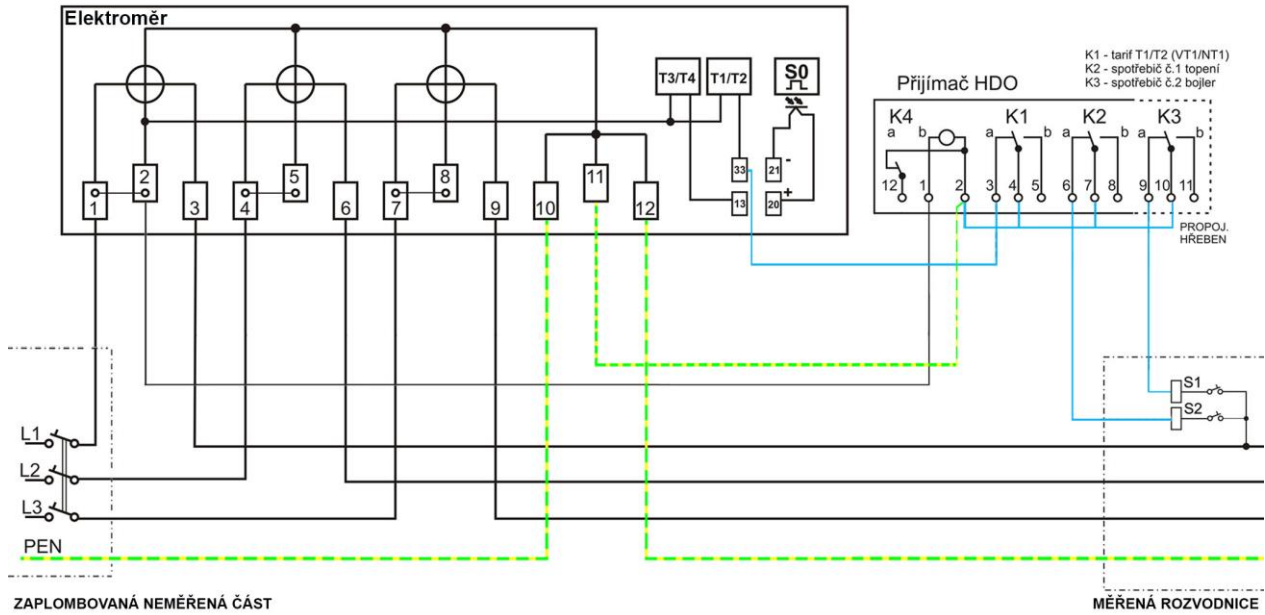 Elektroměr
T3/T4 T1/T2 S0
K1 - tarif T1/T2 (VT1/NT1)
K2 - spotřebič č.1 topení
K3 - spotřebič č.2 bojler
Přijímač HDO
K4 K1 K2 K3
a b a b a b a b
12 1 2 3 4 5 6 7 8 9 10 11
PROPOJ.
HŘEBEN
1 2 3 4 5 6 7 8 9 10 11 12
33 21 -
13 20 +
S1
S2
L1
L2
L3
PEN
ZAPLOMBOVANÁ NEMĚŘENÁ ČÁST
MĚŘENÁ ROZVODNICE